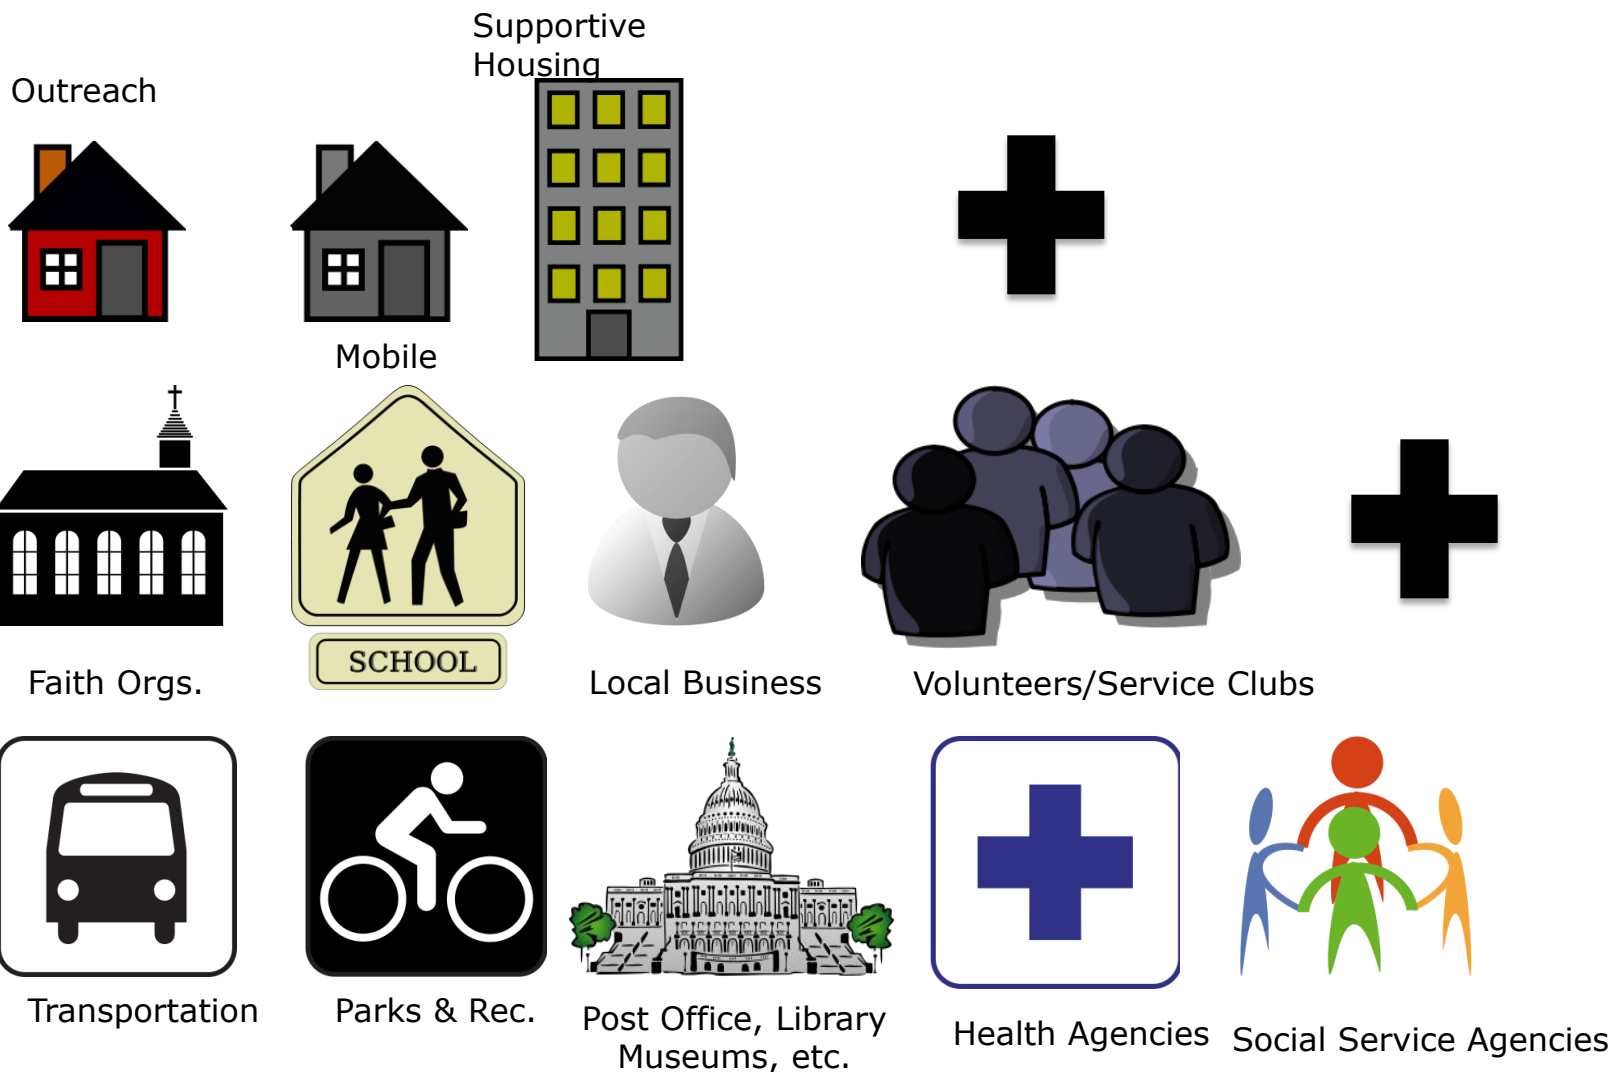 Supportive
Housing
Outreach
Mobile
SCHOOL
Faith Orgs.
Local Business
Volunteers/Service Clubs
Transportation
Parks & Rec.
Post Office, Library
Museums, etc.
Health Agencies
Social Service Agencies